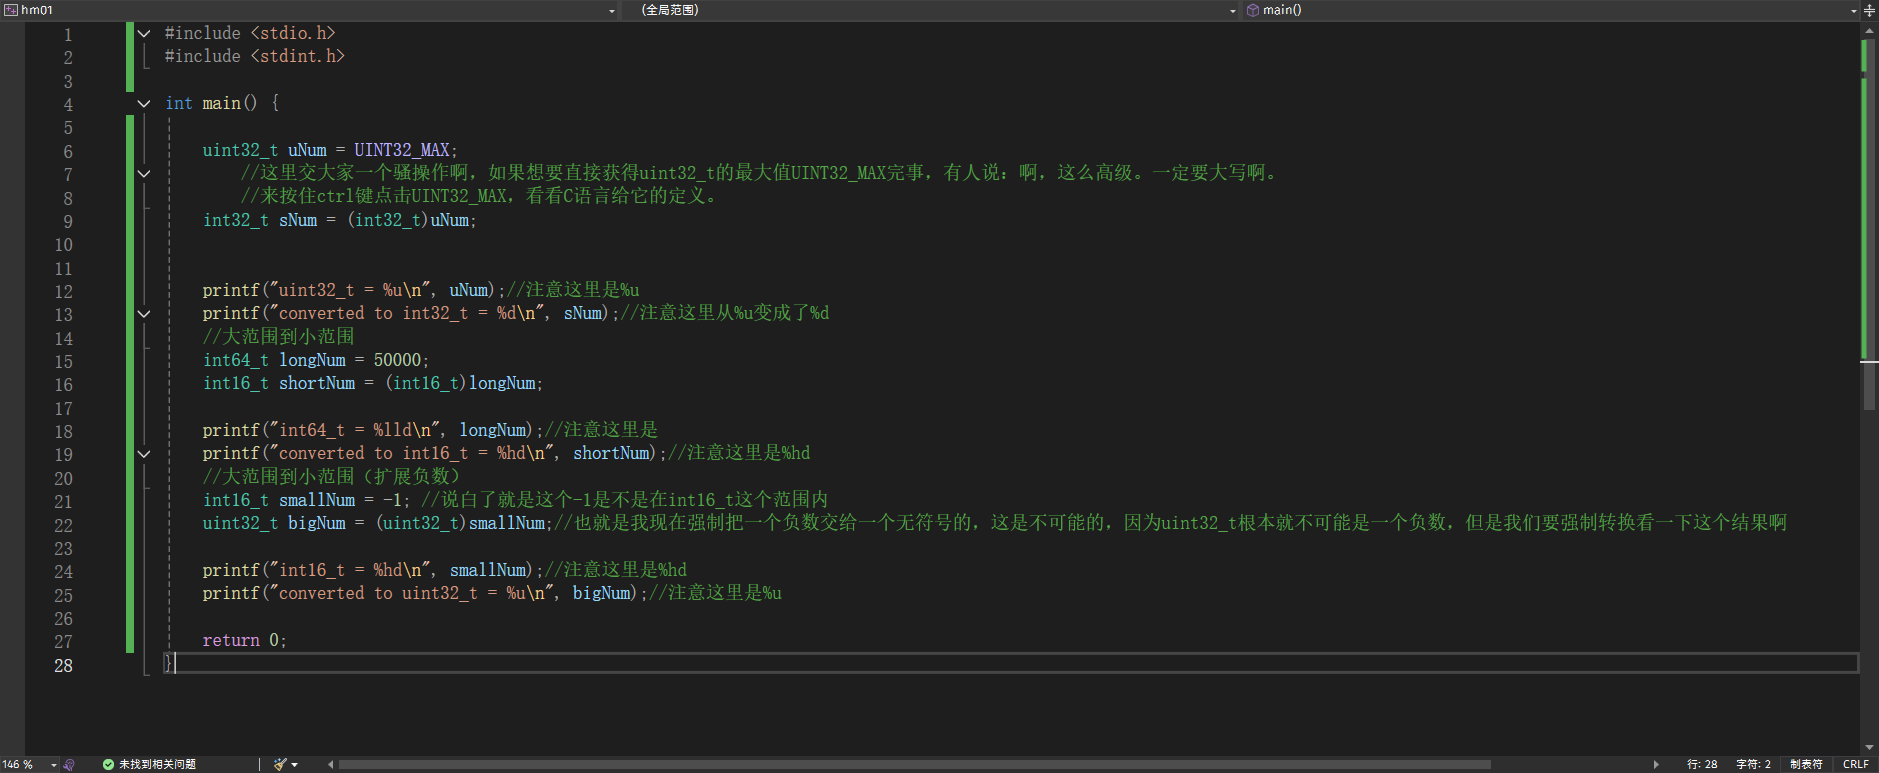 hm01 (全局范围) main()
1 #include <stdio.h>
2 #include <stdint.h>
3
4 int main() {
5
6 uint32_t uNum = UINT32_MAX;
7 //这里交大家一个骚操作啊，如果想要直接获得uint32_t的最大值UINT32_MAX完事，有人说：啊，这么高级。一定要大写啊。
8 //来按住ctrl键点击UINT32_MAX，看看C语言给它的定义。
9 int32_t sNum = (int32_t)uNum;
10
11
12 printf("uint32_t = %u\n", uNum);//注意这里是%u
13 printf("converted to int32_t = %d\n", sNum);//注意这里从%u变成了%d
14 //大范围到小范围
15 int64_t longNum = 50000;
16 int16_t shortNum = (int16_t)longNum;
17
18 printf("int64_t = %lld\n", longNum);//注意这里是
19 printf("converted to int16_t = %hd\n", shortNum);//注意这里是%hd
20 //大范围到小范围（扩展负数）
21 int16_t smallNum = -1; //说白了就是这个-1是不是在int16_t这个范围内
22 uint32_t bigNum = (uint32_t)smallNum;//也就是我现在强制把一个负数交给一个无符号的，这是不可能的，因为uint32_t根本就不可能是一个负数，但是我们要强制转换看一下这个结果啊
23
24 printf("int16_t = %hd\n", smallNum);//注意这里是%hd
25 printf("converted to uint32_t = %u\n", bigNum);//注意这里是%u
26
27 return 0;
28 }
146 % 未找到相关问题 行: 28 字符: 2 制表符 CRLF